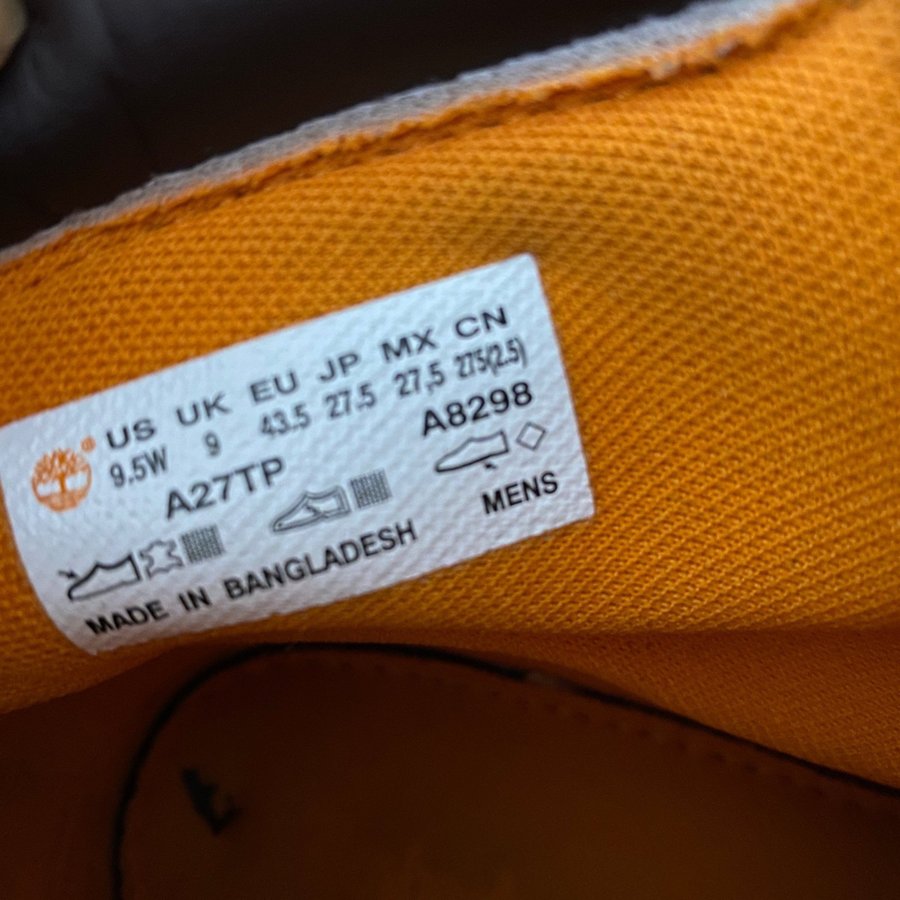 US UK EU JP MX CN
9.5W 9 43.5 27.5 27,5 275(2.5)
A27TP A8298
MENS
MADE IN BANGLADESH
®